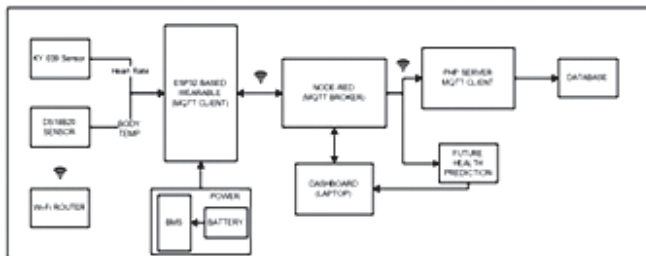 KY 039 Sensor
Heart Rate
DS18B20
SENSOR
BODY
TEMP
Wi-Fi ROUTER
ESP32 BASED
WEARABLE
(MQTT CLIENT)
POWER
BMS
BATTERY
NODE-RED
(MQTT BROKER)
DASHBOARD
(LAPTOP)
PHP SERVER
MQTT CLIENT
DATABASE
FUTURE
HEALTH
PREDICTION